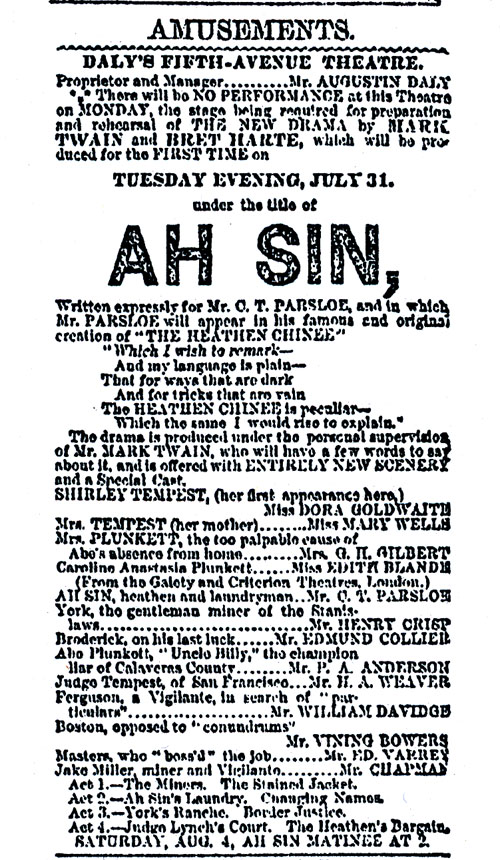 AMUSEMENTS.
DALY'S FIFTH-AVENUE THEATRE.
Proprietor and Manager..........Mr. AUGUSTIN DALY
*** There will be NO PERFORMANCE at this Theatre
on MONDAY, the stage being required for preparation
and rehearsal of THE NEW DRAMA by MARK
TWAIN and BRET HARTE, which will be pro-
duced for the FIRST TIME on
TUESDAY EVENING, JULY 31.
under the title of
AH SIN,
Written expressly for Mr. C. T. PARSLOE, and in which
Mr. PARSLOE will appear in his famous and original
creation of "THE HEATHEN CHINEE"
"Which I wish to remark—
And my language is plain—
That for ways that are dark
And for tricks that are vain
The HEATHEN CHINEE is peculiar—
Which the same I would rise to explain."
The drama is produced under the personal supervision
of Mr. MARK TWAIN, who will have a few words to say
about it, and is offered with ENTIRELY NEW SCENERY
and a Special Cast.
SHIRLEY TEMPEST, (her first appearance here,)
Miss DORA GOLDWAITE
Mrs. TEMPEST (her mother)........Miss MARY WELLS
Mrs. PLUNKETT, the too palpable cause of
Abe's absence from home.........Mrs. G. H. GILBERT
Caroline Anastasia Plunkett......Miss EDITH BLANDE
(From the Gaiety and Criterion Theatres, London.)
AH SIN, heathen and laundryman..Mr. C. T. PARSLOE
York, the gentleman miner of the Stanis-
laws...........................Mr. HENRY CRISP
Broderick, on his last luck......Mr. EDMUND COLLIER
Abe Plunkett, "Uncle Billy," the champion
liar of Calaveras County........Mr. P. A. ANDERSON
Judge Tempest, of San Francisco...Mr. H. A. WEAVER
Ferguson, a Vigilante, in search of "par-
ticulars"....................Mr. WILLIAM DAVIDGE
Boston, opposed to "conundrums"
Mr. VINING BOWERS
Masters, who "boss'd" the job........Mr. ED. VARREY
Jake Miller, miner and Vigilante........Mr. CHAPMAN
Act 1.—The Miners. The Stained Jacket.
Act 2.—Ah Sin's Laundry. Changing Names.
Act 3.—York's Ranche. Border Justice.
Act 4.—Judge Lynch's Court. The Heathen's Bargain.
SATURDAY, AUG. 4, AH SIN MATINEE AT 2.